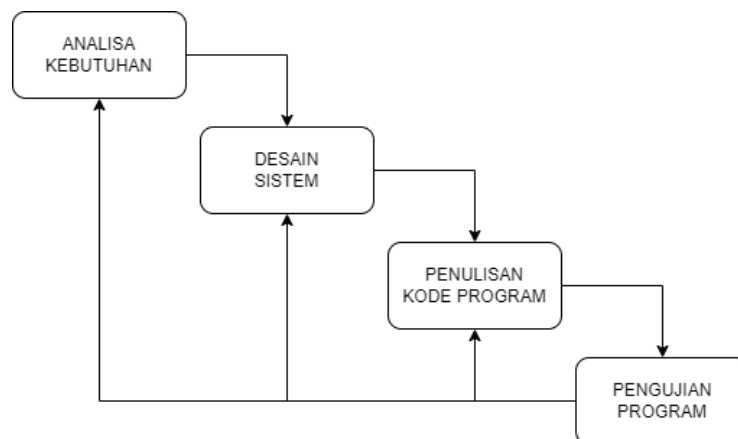 ANALISA
KEBUTUHAN
DESAIN
SISTEM
PENULISAN
KODE PROGRAM
PENGUJIAN
PROGRAM